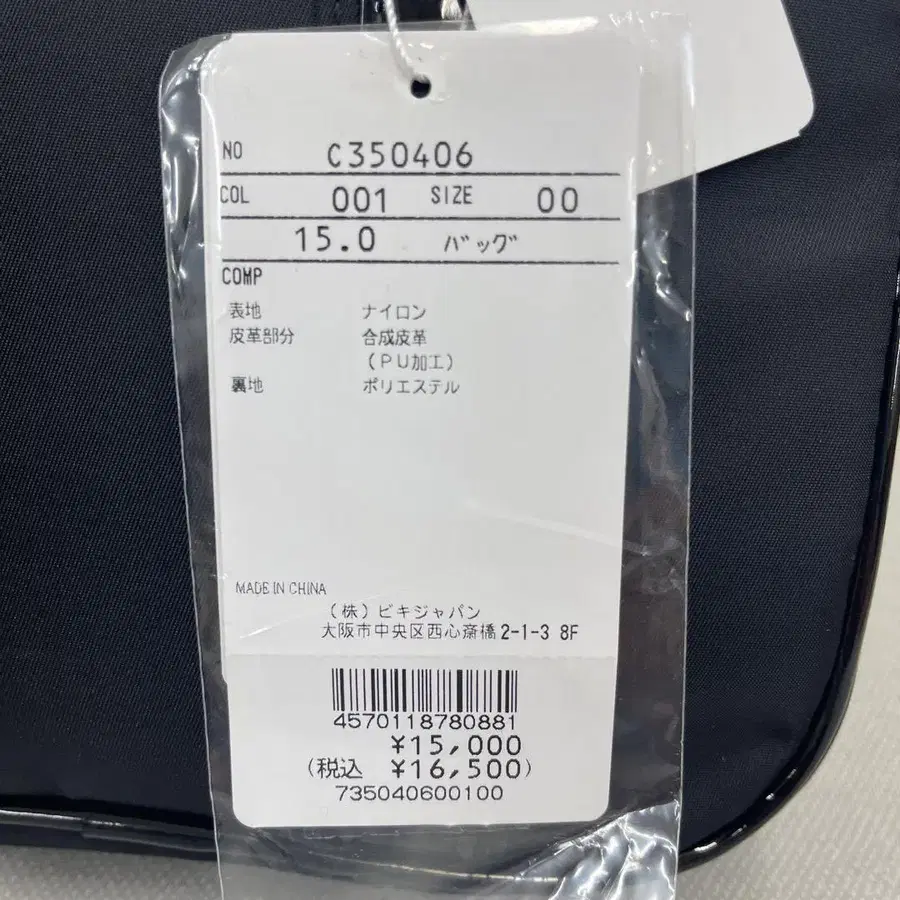 NO C350406
COL 001 SIZE 00
15.0 バッグ
COMP
表地 ナイロン
皮革部分 合成皮革
(PU加工)
裏地 ポリエステル
MADE IN CHINA
(株)ビキジャパン
大阪市中央区西心斎橋2-1-3 8F
4570118780881
¥15,000
(税込 ¥16,500)
735040600100